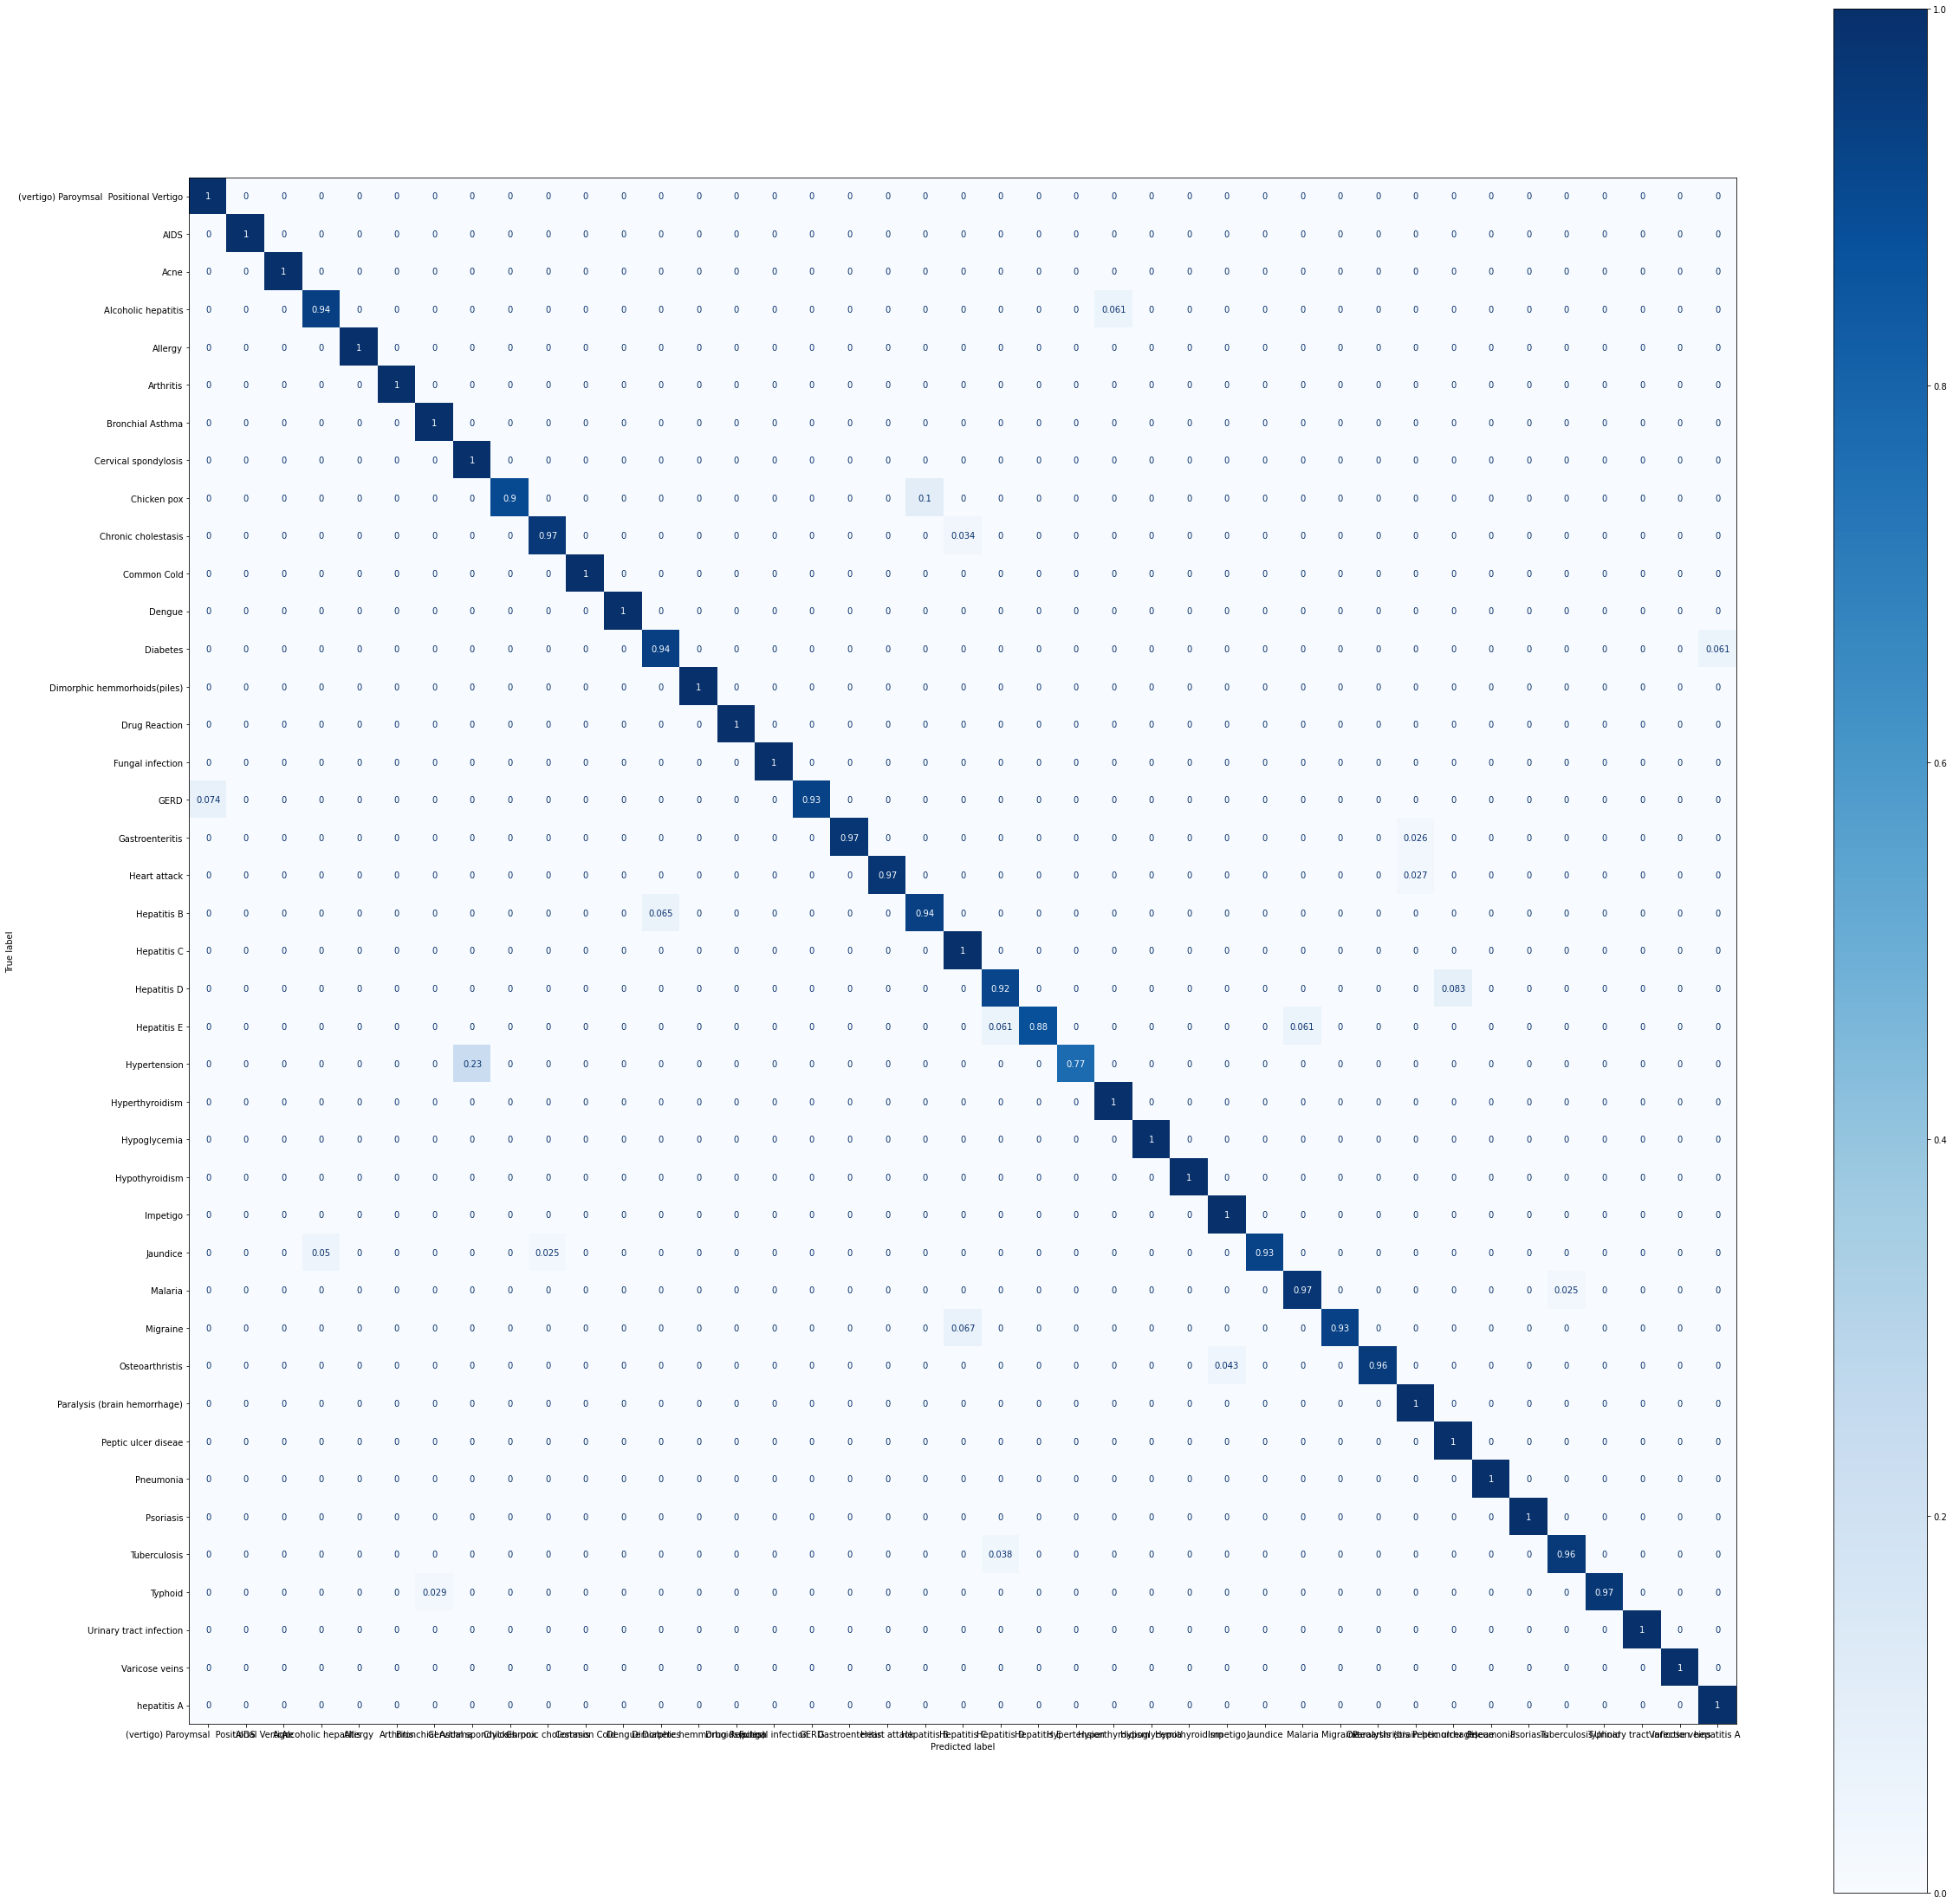 (vertigo) Paroymsal  Positional Vertigo 1 0 0 0 0 0 0 0 0 0 0 0 0 0 0 0 0 0 0 0 0 0 0 0 0 0 0 0 0 0 0 0 0 0 0 0 0 0 0 0 0
AIDS 0 1 0 0 0 0 0 0 0 0 0 0 0 0 0 0 0 0 0 0 0 0 0 0 0 0 0 0 0 0 0 0 0 0 0 0 0 0 0 0 0
Acne 0 0 1 0 0 0 0 0 0 0 0 0 0 0 0 0 0 0 0 0 0 0 0 0 0 0 0 0 0 0 0 0 0 0 0 0 0 0 0 0 0
Alcoholic hepatitis 0 0 0 0.94 0 0 0 0 0 0 0 0 0 0 0 0 0 0 0 0 0 0 0 0 0.061 0 0 0 0 0 0 0 0 0 0 0 0 0 0 0 0
Allergy 0 0 0 0 1 0 0 0 0 0 0 0 0 0 0 0 0 0 0 0 0 0 0 0 0 0 0 0 0 0 0 0 0 0 0 0 0 0 0 0 0
Arthritis 0 0 0 0 0 1 0 0 0 0 0 0 0 0 0 0 0 0 0 0 0 0 0 0 0 0 0 0 0 0 0 0 0 0 0 0 0 0 0 0 0
Bronchial Asthma 0 0 0 0 0 0 1 0 0 0 0 0 0 0 0 0 0 0 0 0 0 0 0 0 0 0 0 0 0 0 0 0 0 0 0 0 0 0 0 0 0
Cervical spondylosis 0 0 0 0 0 0 0 1 0 0 0 0 0 0 0 0 0 0 0 0 0 0 0 0 0 0 0 0 0 0 0 0 0 0 0 0 0 0 0 0 0
Chicken pox 0 0 0 0 0 0 0 0 0.9 0 0 0 0 0 0 0 0 0 0 0.1 0 0 0 0 0 0 0 0 0 0 0 0 0 0 0 0 0 0 0 0 0
Chronic cholestasis 0 0 0 0 0 0 0 0 0 0.97 0 0 0 0 0 0 0 0 0 0 0.034 0 0 0 0 0 0 0 0 0 0 0 0 0 0 0 0 0 0 0 0
Common Cold 0 0 0 0 0 0 0 0 0 0 1 0 0 0 0 0 0 0 0 0 0 0 0 0 0 0 0 0 0 0 0 0 0 0 0 0 0 0 0 0 0
Dengue 0 0 0 0 0 0 0 0 0 0 0 1 0 0 0 0 0 0 0 0 0 0 0 0 0 0 0 0 0 0 0 0 0 0 0 0 0 0 0 0 0
Diabetes 0 0 0 0 0 0 0 0 0 0 0 0 0.94 0 0 0 0 0 0 0 0 0 0 0 0 0 0 0 0 0 0 0 0 0 0 0 0 0 0 0 0.061
Dimorphic hemmorhoids(piles) 0 0 0 0 0 0 0 0 0 0 0 0 0 1 0 0 0 0 0 0 0 0 0 0 0 0 0 0 0 0 0 0 0 0 0 0 0 0 0 0 0
Drug Reaction 0 0 0 0 0 0 0 0 0 0 0 0 0 0 1 0 0 0 0 0 0 0 0 0 0 0 0 0 0 0 0 0 0 0 0 0 0 0 0 0 0
Fungal infection 0 0 0 0 0 0 0 0 0 0 0 0 0 0 0 1 0 0 0 0 0 0 0 0 0 0 0 0 0 0 0 0 0 0 0 0 0 0 0 0 0
GERD 0.074 0 0 0 0 0 0 0 0 0 0 0 0 0 0 0 0.93 0 0 0 0 0 0 0 0 0 0 0 0 0 0 0 0 0 0 0 0 0 0 0 0
Gastroenteritis 0 0 0 0 0 0 0 0 0 0 0 0 0 0 0 0 0 0.97 0 0 0 0 0 0 0 0 0 0 0 0 0 0 0.026 0 0 0 0 0 0 0 0
Heart attack 0 0 0 0 0 0 0 0 0 0 0 0 0 0 0 0 0 0 0.97 0 0 0 0 0 0 0 0 0 0 0 0 0 0.027 0 0 0 0 0 0 0 0
Hepatitis B 0 0 0 0 0 0 0 0 0 0 0 0 0.065 0 0 0 0 0 0 0.94 0 0 0 0 0 0 0 0 0 0 0 0 0 0 0 0 0 0 0 0 0
Hepatitis C 0 0 0 0 0 0 0 0 0 0 0 0 0 0 0 0 0 0 0 0 1 0 0 0 0 0 0 0 0 0 0 0 0 0 0 0 0 0 0 0 0
Hepatitis D 0 0 0 0 0 0 0 0 0 0 0 0 0 0 0 0 0 0 0 0 0 0.92 0 0 0 0 0 0 0 0 0 0 0 0.083 0 0 0 0 0 0 0
Hepatitis E 0 0 0 0 0 0 0 0 0 0 0 0 0 0 0 0 0 0 0 0 0 0.061 0.88 0 0 0 0 0 0 0.061 0 0 0 0 0 0 0 0 0 0 0
Hypertension 0 0 0 0 0 0 0 0.23 0 0 0 0 0 0 0 0 0 0 0 0 0 0 0 0.77 0 0 0 0 0 0 0 0 0 0 0 0 0 0 0 0 0
Hyperthyroidism 0 0 0 0 0 0 0 0 0 0 0 0 0 0 0 0 0 0 0 0 0 0 0 0 1 0 0 0 0 0 0 0 0 0 0 0 0 0 0 0 0
Hypoglycemia 0 0 0 0 0 0 0 0 0 0 0 0 0 0 0 0 0 0 0 0 0 0 0 0 0 1 0 0 0 0 0 0 0 0 0 0 0 0 0 0 0
Hypothyroidism 0 0 0 0 0 0 0 0 0 0 0 0 0 0 0 0 0 0 0 0 0 0 0 0 0 0 1 0 0 0 0 0 0 0 0 0 0 0 0 0 0
Impetigo 0 0 0 0 0 0 0 0 0 0 0 0 0 0 0 0 0 0 0 0 0 0 0 0 0 0 0 1 0 0 0 0 0 0 0 0 0 0 0 0 0
Jaundice 0 0 0 0.05 0 0 0 0 0 0.025 0 0 0 0 0 0 0 0 0 0 0 0 0 0 0 0 0 0 0.93 0 0 0 0 0 0 0 0 0 0 0 0
Malaria 0 0 0 0 0 0 0 0 0 0 0 0 0 0 0 0 0 0 0 0 0 0 0 0 0 0 0 0 0 0.97 0 0 0 0 0 0 0.025 0 0 0 0
Migraine 0 0 0 0 0 0 0 0 0 0 0 0 0 0 0 0 0 0 0 0 0.067 0 0 0 0 0 0 0 0 0 0.93 0 0 0 0 0 0 0 0 0 0
Osteoarthristis 0 0 0 0 0 0 0 0 0 0 0 0 0 0 0 0 0 0 0 0 0 0 0 0 0 0 0 0.043 0 0 0 0.96 0 0 0 0 0 0 0 0 0
Paralysis (brain hemorrhage) 0 0 0 0 0 0 0 0 0 0 0 0 0 0 0 0 0 0 0 0 0 0 0 0 0 0 0 0 0 0 0 0 1 0 0 0 0 0 0 0 0
Peptic ulcer diseae 0 0 0 0 0 0 0 0 0 0 0 0 0 0 0 0 0 0 0 0 0 0 0 0 0 0 0 0 0 0 0 0 0 1 0 0 0 0 0 0 0
Pneumonia 0 0 0 0 0 0 0 0 0 0 0 0 0 0 0 0 0 0 0 0 0 0 0 0 0 0 0 0 0 0 0 0 0 0 1 0 0 0 0 0 0
Psoriasis 0 0 0 0 0 0 0 0 0 0 0 0 0 0 0 0 0 0 0 0 0 0 0 0 0 0 0 0 0 0 0 0 0 0 0 1 0 0 0 0 0
Tuberculosis 0 0 0 0 0 0 0 0 0 0 0 0 0 0 0 0 0 0 0 0 0 0.038 0 0 0 0 0 0 0 0 0 0 0 0 0 0 0.96 0 0 0 0
Typhoid 0 0 0 0 0 0 0.029 0 0 0 0 0 0 0 0 0 0 0 0 0 0 0 0 0 0 0 0 0 0 0 0 0 0 0 0 0 0 0.97 0 0 0
Urinary tract infection 0 0 0 0 0 0 0 0 0 0 0 0 0 0 0 0 0 0 0 0 0 0 0 0 0 0 0 0 0 0 0 0 0 0 0 0 0 0 1 0 0
Varicose veins 0 0 0 0 0 0 0 0 0 0 0 0 0 0 0 0 0 0 0 0 0 0 0 0 0 0 0 0 0 0 0 0 0 0 0 0 0 0 0 1 0
hepatitis A 0 0 0 0 0 0 0 0 0 0 0 0 0 0 0 0 0 0 0 0 0 0 0 0 0 0 0 0 0 0 0 0 0 0 0 0 0 0 0 0 1
True label
(vertigo) Paroymsal Jaundice Malaria
Predicted label
1.0
0.8
0.6
0.4
0.2
0.0